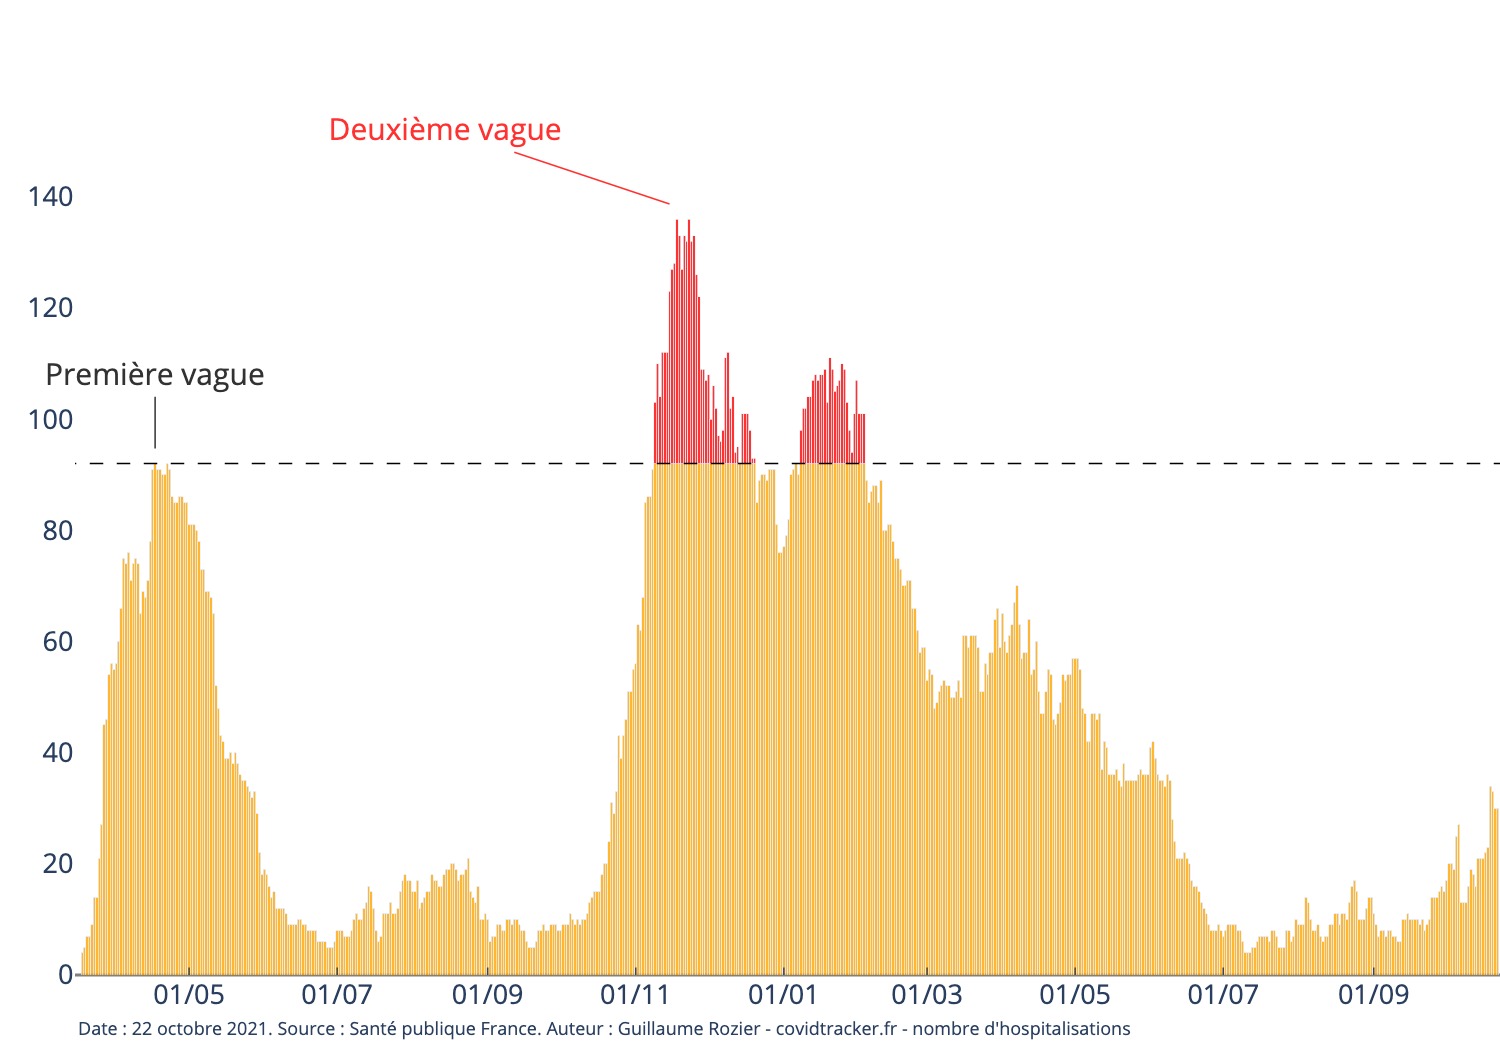 Deuxième vague
140
120
Première vague
100
80
60
40
20
0
01/05 01/07 01/09 01/11 01/01 01/03 01/05 01/07 01/09
Date : 22 octobre 2021. Source : Santé publique France. Auteur : Guillaume Rozier - covidtracker.fr - nombre d'hospitalisations